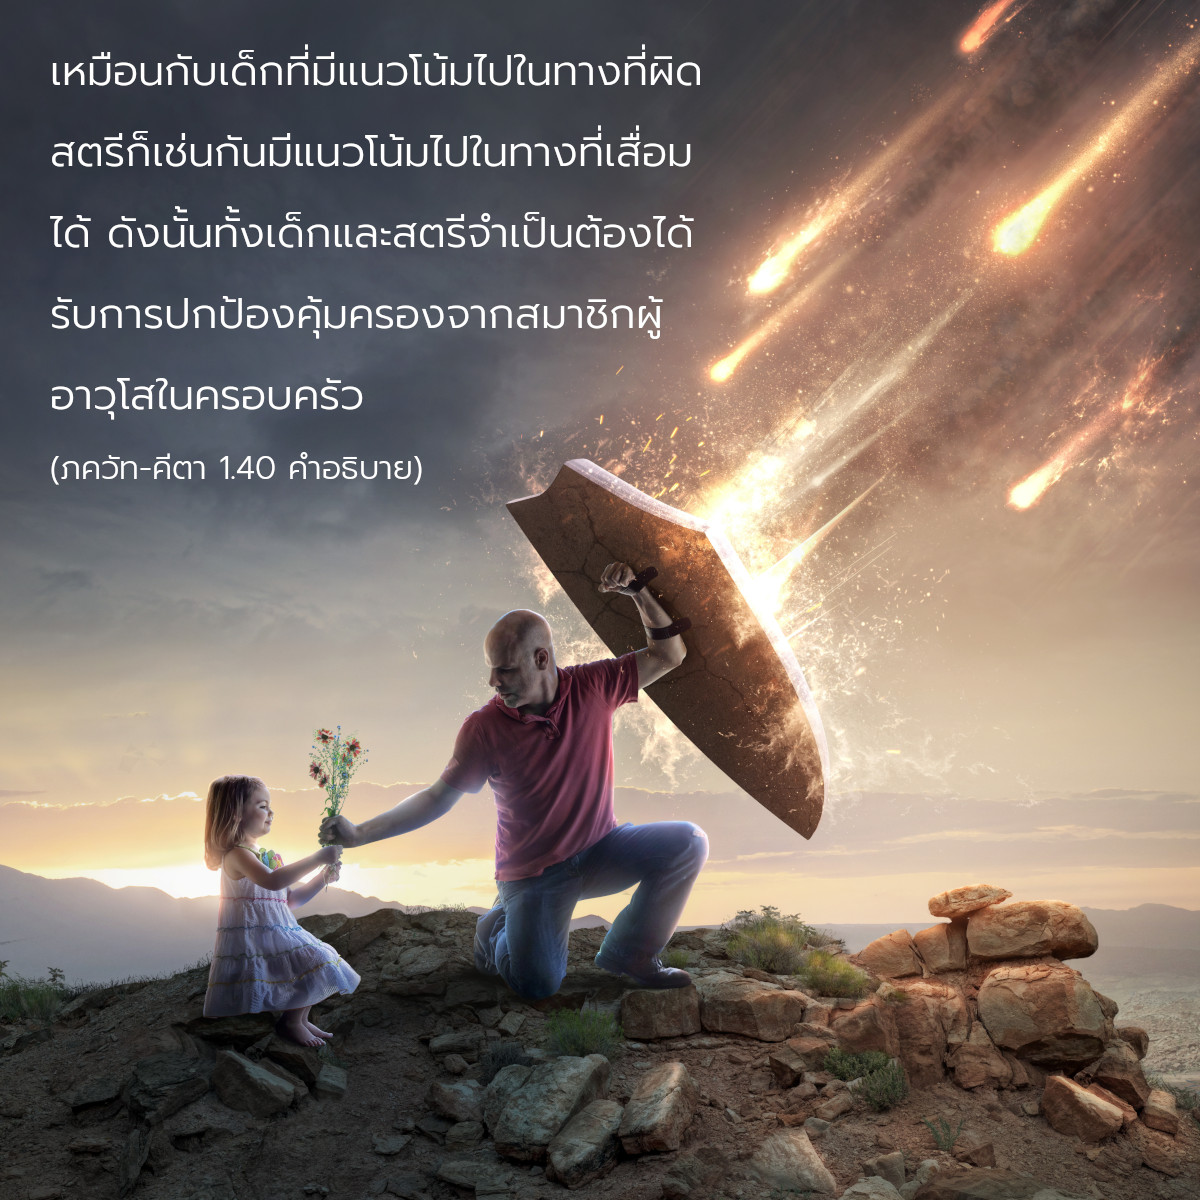 เหมือนกับเด็กที่มีแนวโน้มไปในทางที่ผิด
สตรีก็เช่นกันมีแนวโน้มไปในทางที่เสื่อม
ได้ ดังนั้นทั้งเด็กและสตรีจำเป็นต้องได้
รับการปกป้องคุ้มครองจากสมาชิกผู้
อาวุโสในครอบครัว
(ภควัท-คีตา 1.40 คำอธิบาย)